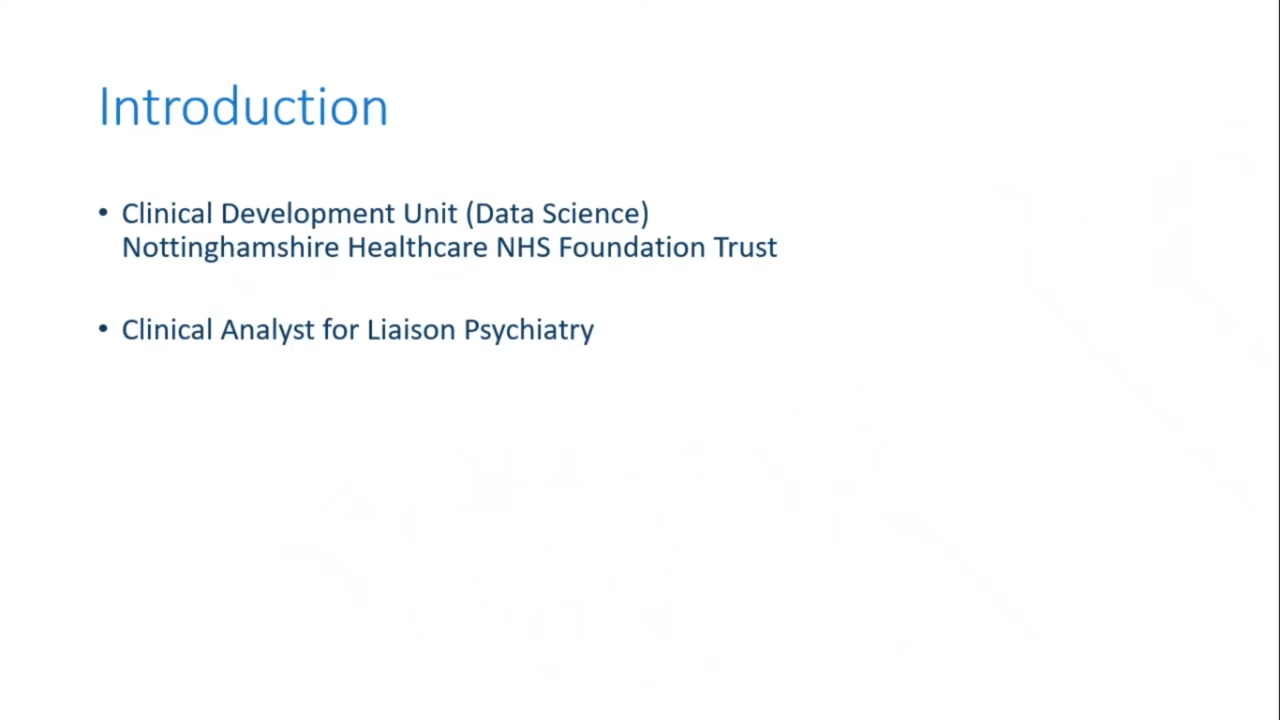 Introduction
• Clinical Development Unit (Data Science)
Nottinghamshire Healthcare NHS Foundation Trust
• Clinical Analyst for Liaison Psychiatry